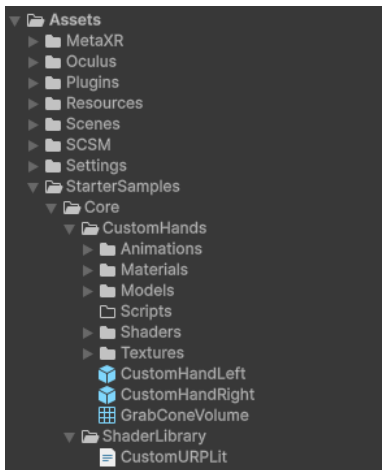 Assets
MetaXR
Oculus
Plugins
Resources
Scenes
SCSM
Settings
StarterSamples
Core
CustomHands
Animations
Materials
Models
Scripts
Shaders
Textures
CustomHandLeft
CustomHandRight
GrabConeVolume
ShaderLibrary
CustomURPLit